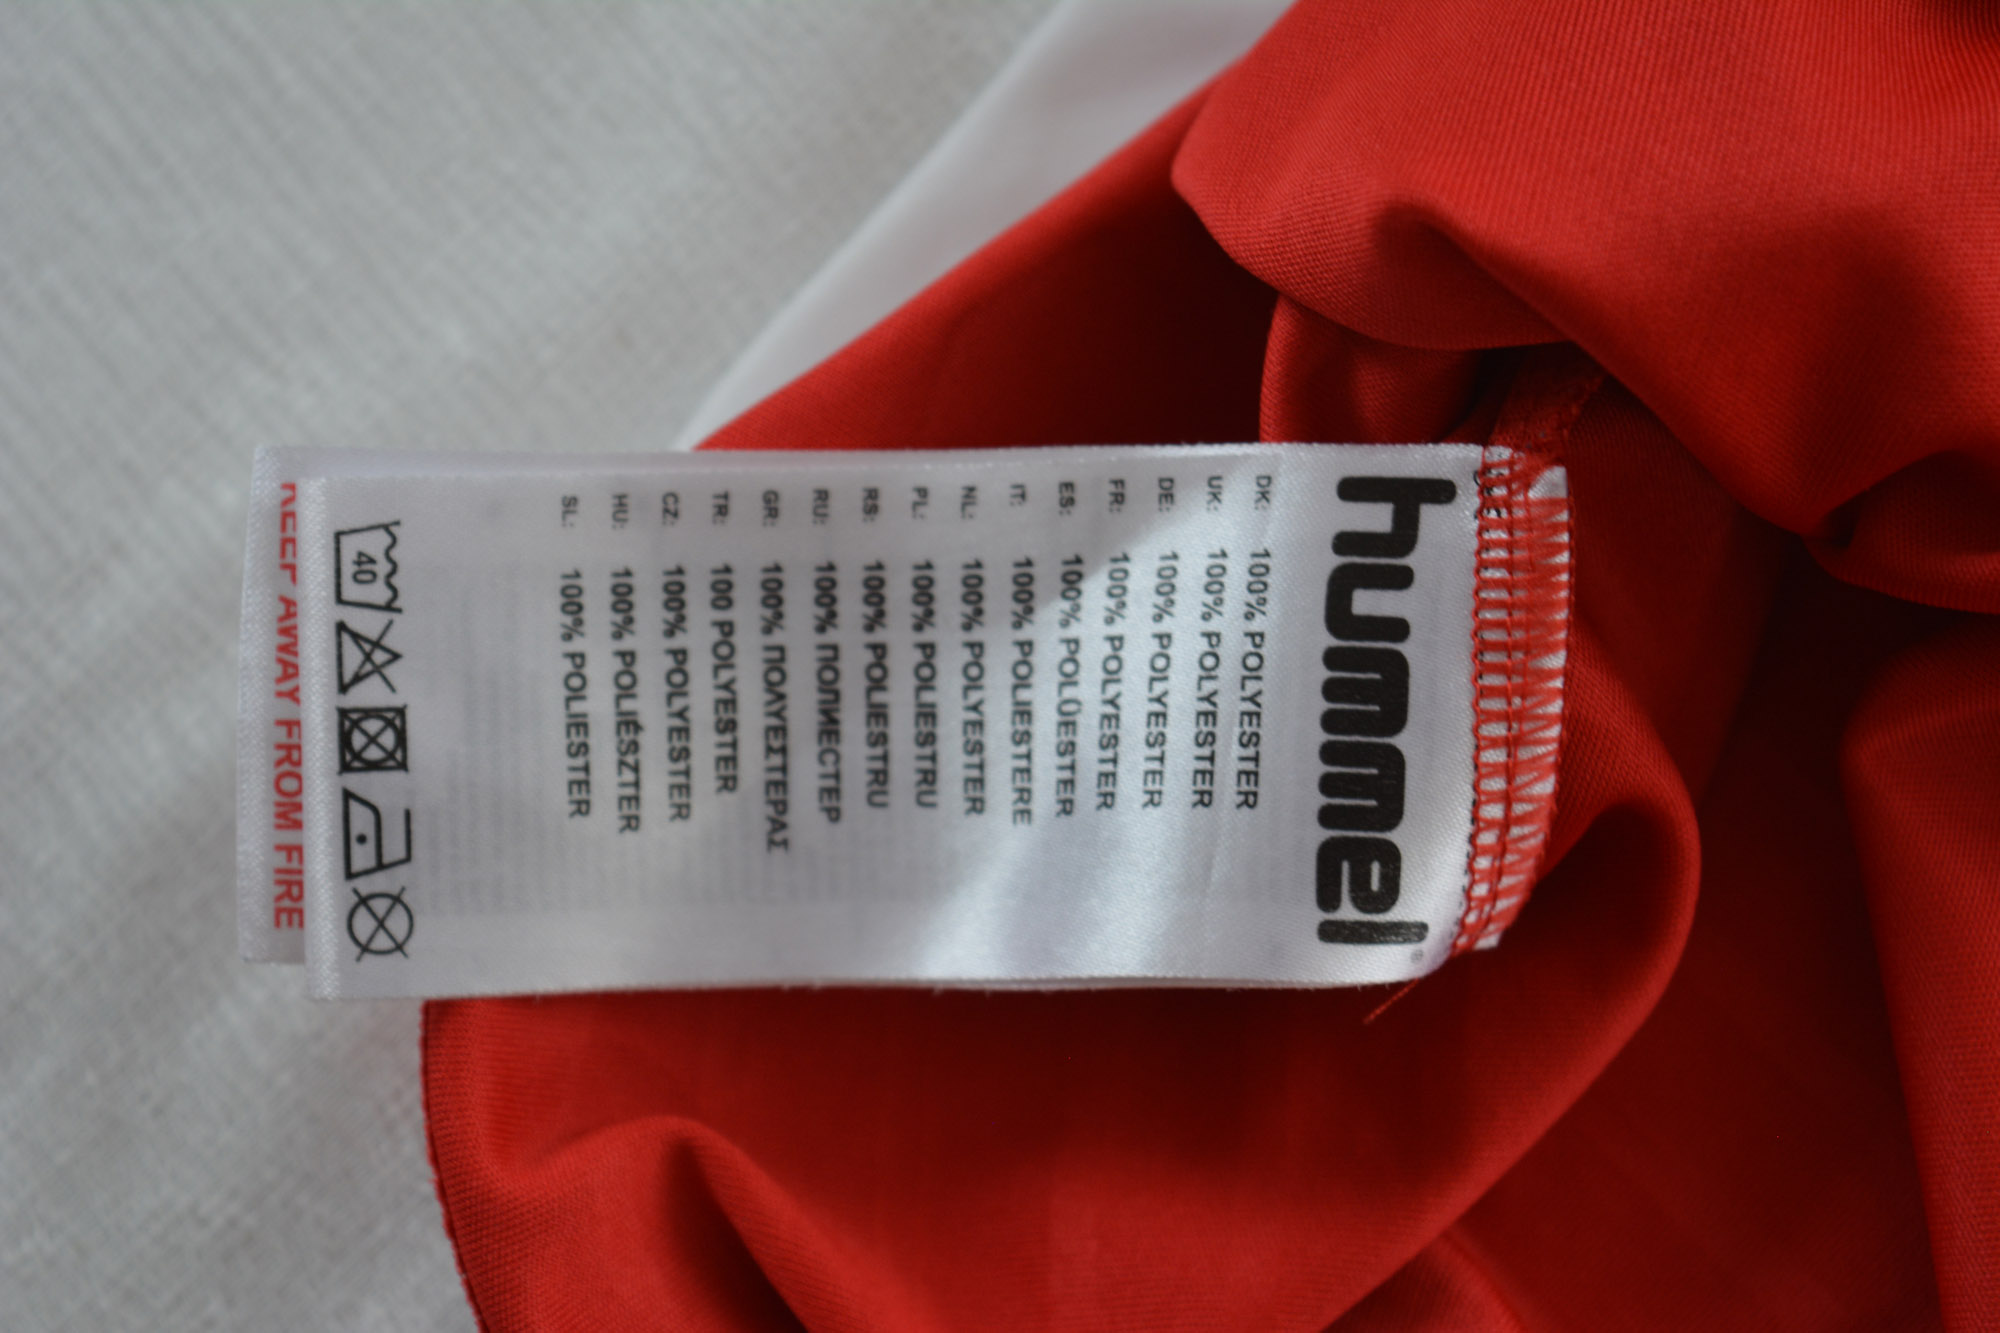 hummel®
DK: 100% POLYESTER
UK: 100% POLYESTER
DE: 100% POLYESTER
FR: 100% POLYESTER
ES: 100% POLÜESTER
IT: 100% POLIESTERE
NL: 100% POLYESTER
PL: 100% POLIESTRU
RS: 100% POLIESTRU
RU: 100% ПОПИЕСТЕР
GR: 100% ΠΟΛΥΕΣΤΕΡΑΣ
TR: 100 POLYESTER
CZ: 100% POLYESTER
HU: 100% POLIÉSZTER
SL: 100% POLIESTER
40
KEEP AWAY FROM FIRE